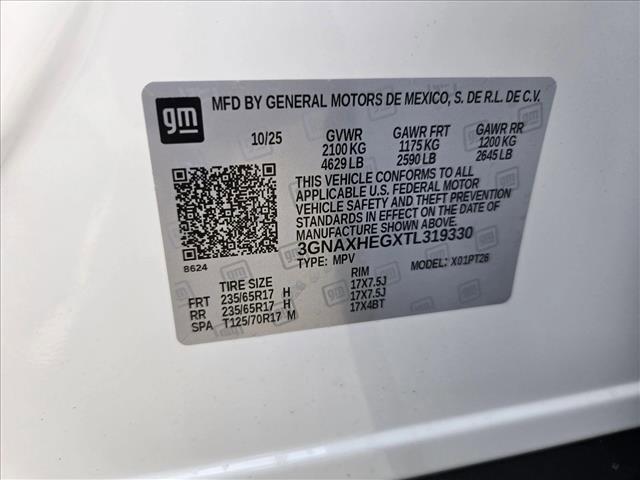 gm MFD BY GENERAL MOTORS DE MEXICO, S. DE R.L. DE C.V.
10/25 GVWR GAWR FRT GAWR RR
2100 KG 1175 KG 1200 KG
4629 LB 2590 LB 2645 LB
THIS VEHICLE CONFORMS TO ALL
APPLICABLE U.S. FEDERAL MOTOR
VEHICLE SAFETY AND THEFT PREVENTION
STANDARDS IN EFFECT ON THE DATE OF
MANUFACTURE SHOWN ABOVE.
3GNAXHEGXTL319330
8624 TYPE: MPV MODEL: X01PT26
TIRE SIZE RIM
FRT 235/65R17 H 17X7.5J
RR 235/65R17 H 17X7.5J
SPA T125/70R17 M 17X4BT